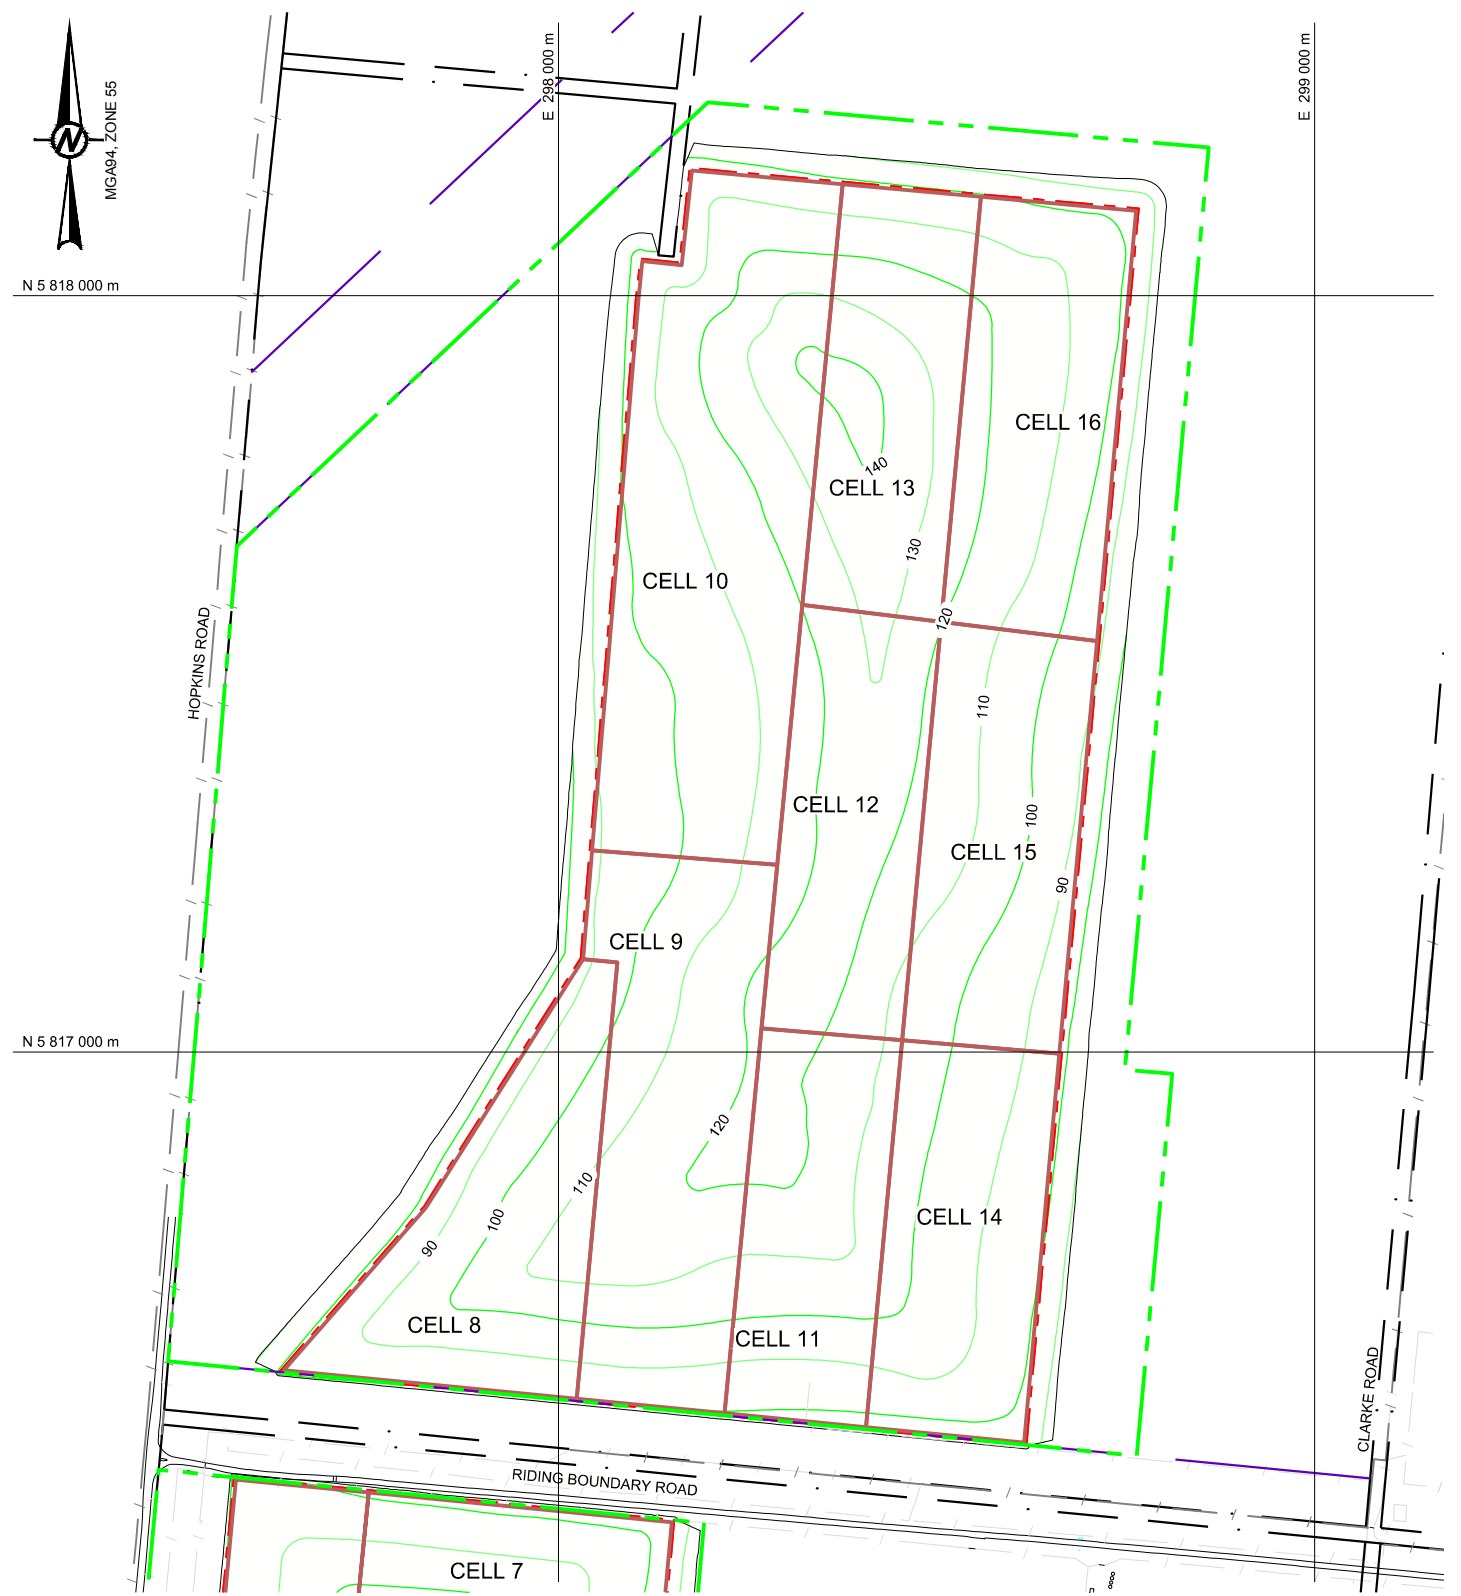 E 298 000 m
E 299 000 m
N
MGA94, ZONE 55
N 5 818 000 m
CELL 16
140
CELL 13
130
CELL 10
120
HOPKINS ROAD
110
CELL 12
100
CELL 15
90
CELL 9
N 5 817 000 m
120
110
100
CELL 14
90
CELL 8
CELL 11
CLARKE ROAD
RIDING BOUNDARY ROAD
CELL 7